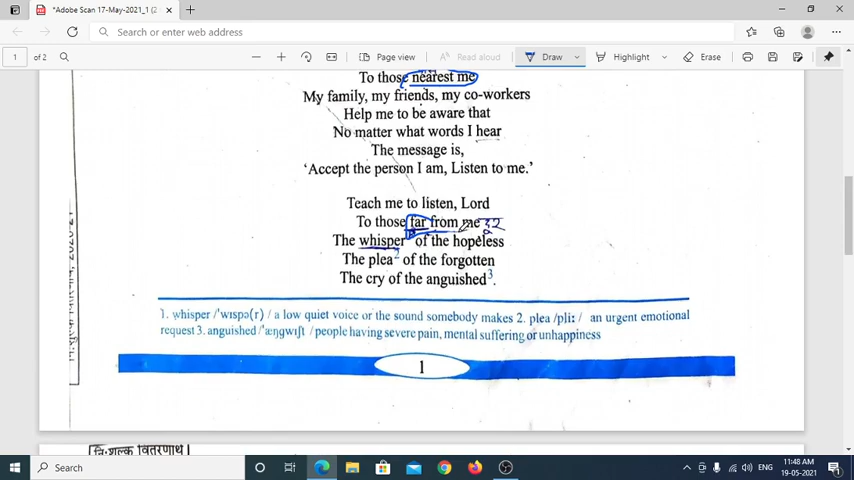 *Adobe Scan 17-May-2021_1 (2
Search or enter web address
1 of 2
Page view
Read aloud
Draw
Highlight
Erase
To those nearest me
My family, my friends, my co-workers
Help me to be aware that
No matter what words I hear
The message is,
‘Accept the person I am, Listen to me.’
Teach me to listen, Lord
To those far from me
The whisper¹ of the hopeless
The plea² of the forgotten
The cry of the anguished³.
1. whisper /ˈwɪspə(r) / a low quiet voice or the sound somebody makes 2. plea /pliː / an urgent emotional
request 3. anguished /ˈæŋgwɪʃt / people having severe pain, mental suffering or unhappiness
1
निःशुल्क वितरणार्थ।
Search
ENG
11:48 AM
19-05-2021